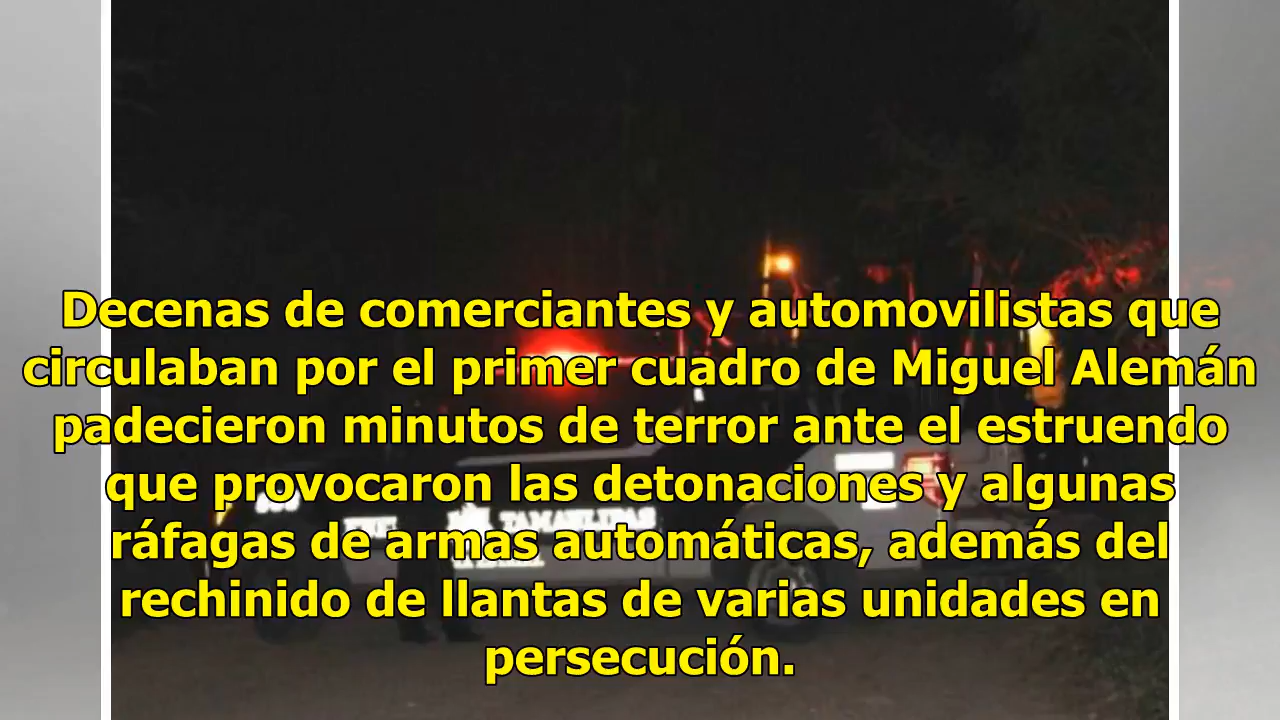 Decenas de comerciantes y automovilistas que
circulaban por el primer cuadro de Miguel Alemán
padecieron minutos de terror ante el estruendo
que provocaron las detonaciones y algunas
ráfagas de armas automáticas, además del
rechinido de llantas de varias unidades en
persecución.
TAMAULIPAS